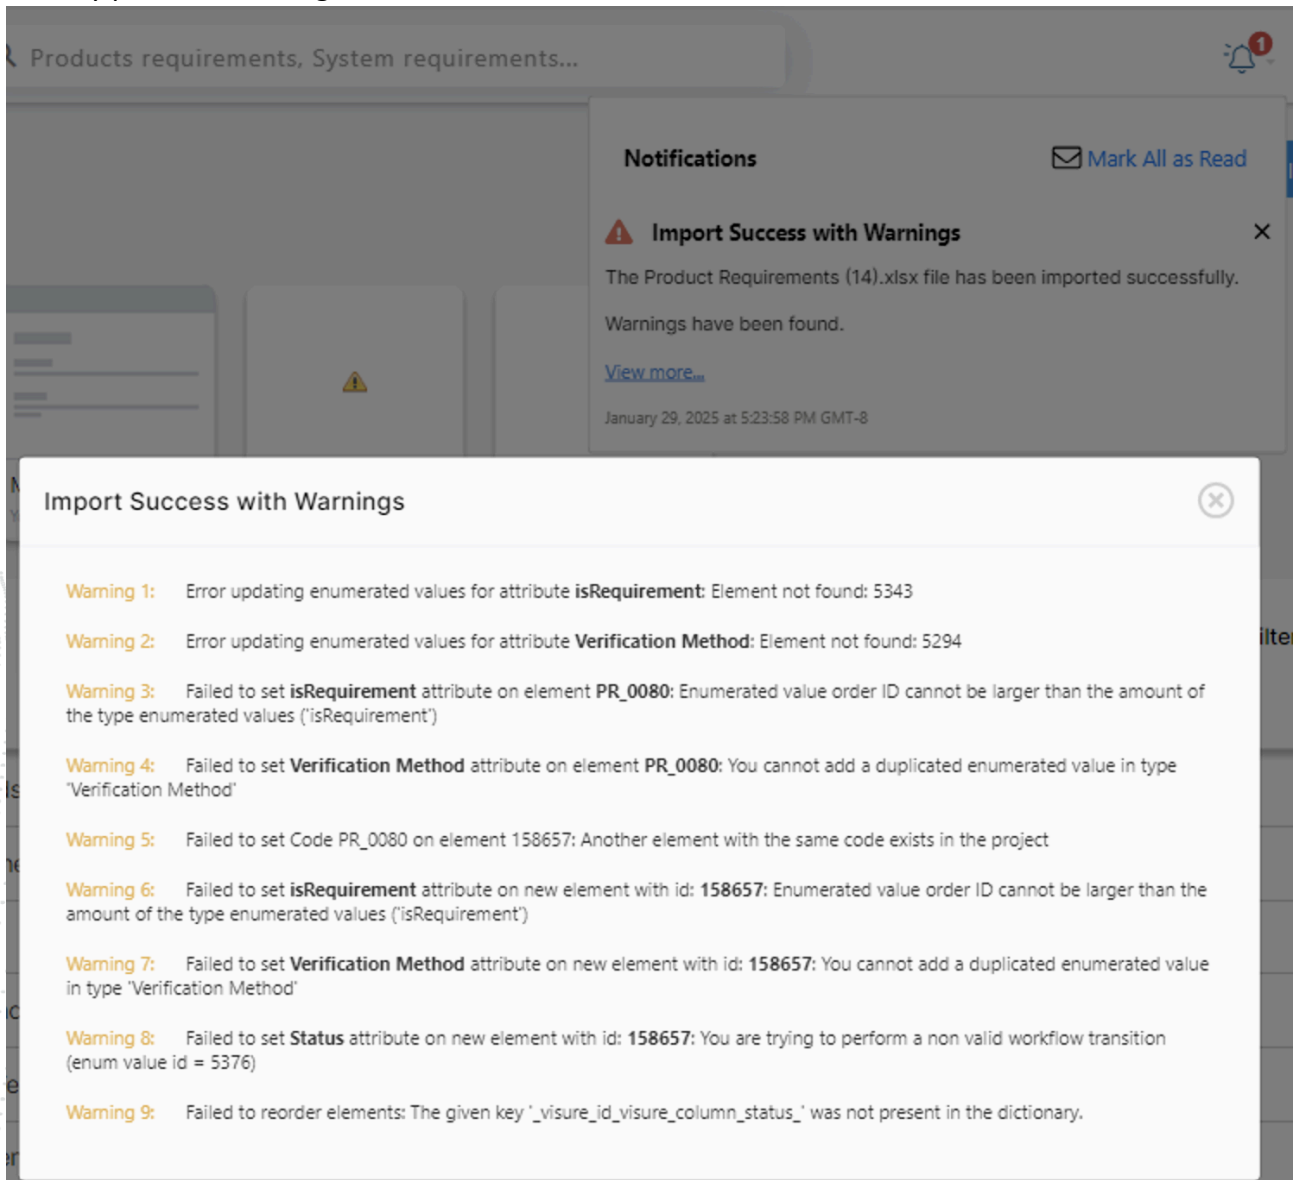 Products requirements, System requirements...
1
Notifications
Mark All as Read
Import Success with Warnings
The Product Requirements (14).xlsx file has been imported successfully.
Warnings have been found.
View more...
January 29, 2025 at 5:23:58 PM GMT-8
Import Success with Warnings
Warning 1: Error updating enumerated values for attribute isRequirement: Element not found: 5343
Warning 2: Error updating enumerated values for attribute Verification Method: Element not found: 5294
Warning 3: Failed to set isRequirement attribute on element PR_0080: Enumerated value order ID cannot be larger than the amount of
the type enumerated values ('isRequirement')
Warning 4: Failed to set Verification Method attribute on element PR_0080: You cannot add a duplicated enumerated value in type
'Verification Method'
Warning 5: Failed to set Code PR_0080 on element 158657: Another element with the same code exists in the project
Warning 6: Failed to set isRequirement attribute on new element with id: 158657: Enumerated value order ID cannot be larger than the
amount of the type enumerated values ('isRequirement')
Warning 7: Failed to set Verification Method attribute on new element with id: 158657: You cannot add a duplicated enumerated value
in type 'Verification Method'
Warning 8: Failed to set Status attribute on new element with id: 158657: You are trying to perform a non valid workflow transition
(enum value id = 5376)
Warning 9: Failed to reorder elements: The given key '_visure_id_visure_column_status_' was not present in the dictionary.